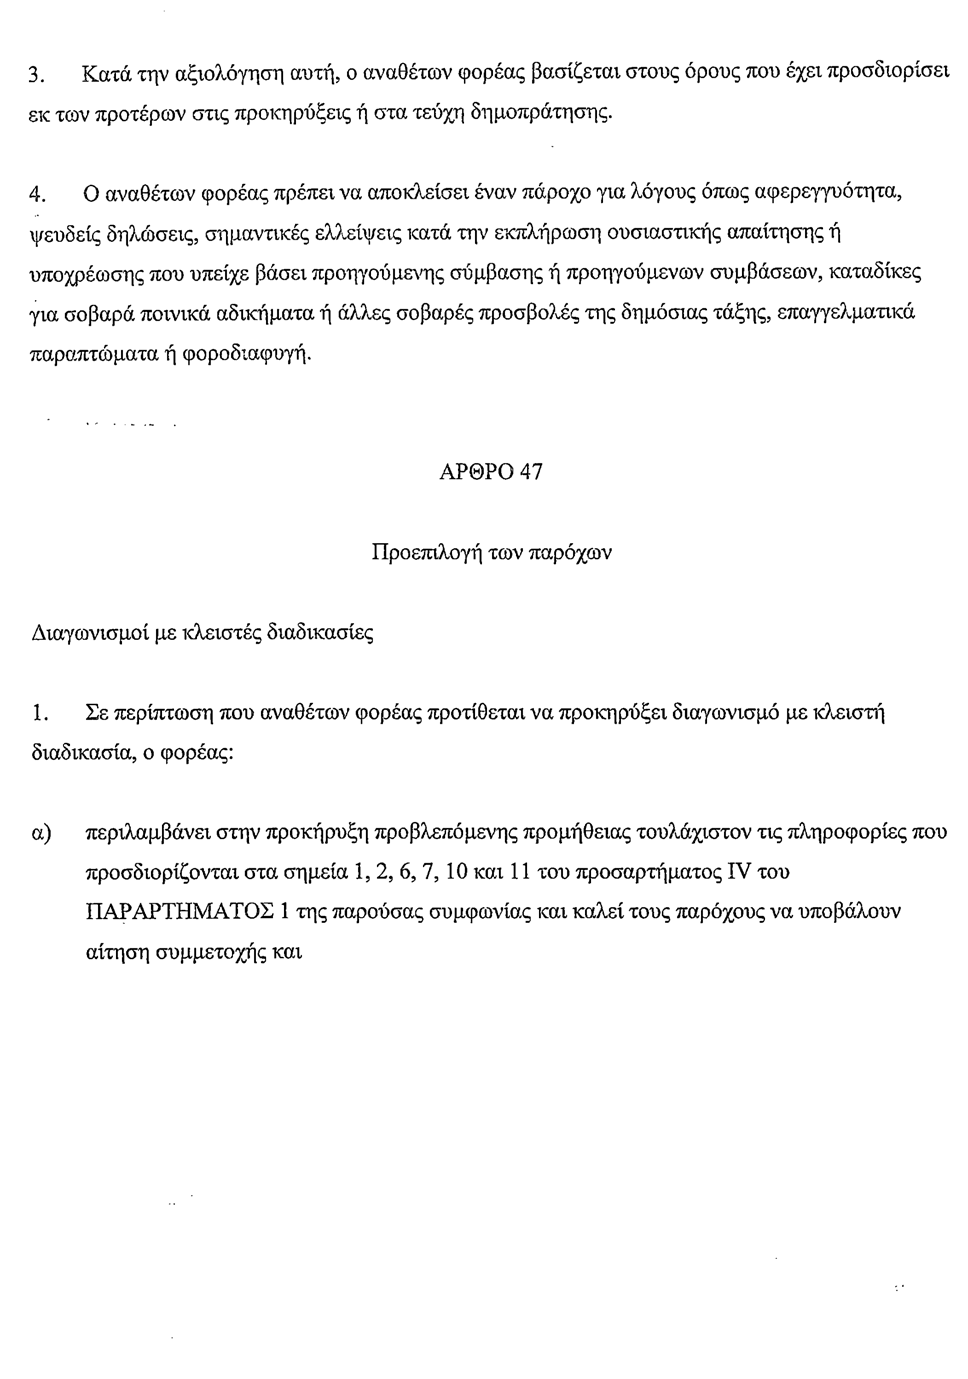 3. Κατά την αξιολόγηση αυτή, ο αναθέτων φορέας βασίζεται στους όρους που έχει προσδιορίσει
εκ των προτέρων στις προκηρύξεις ή στα τεύχη δημοπράτησης.
4. Ο αναθέτων φορέας πρέπει να αποκλείσει έναν πάροχο για λόγους όπως αφερεγγυότητα,
ψευδείς δηλώσεις, σημαντικές ελλείψεις κατά την εκπλήρωση ουσιαστικής απαίτησης ή
υποχρέωσης που υπείχε βάσει προηγούμενης σύμβασης ή προηγούμενων συμβάσεων, καταδίκες
για σοβαρά ποινικά αδικήματα ή άλλες σοβαρές προσβολές της δημόσιας τάξης, επαγγελματικά
παραπτώματα ή φοροδιαφυγή.
ΑΡΘΡΟ 47
Προεπιλογή των παρόχων
Διαγωνισμοί με κλειστές διαδικασίες
1. Σε περίπτωση που αναθέτων φορέας προτίθεται να προκηρύξει διαγωνισμό με κλειστή
διαδικασία, ο φορέας:
α) περιλαμβάνει στην προκήρυξη προβλεπόμενης προμήθειας τουλάχιστον τις πληροφορίες που
προσδιορίζονται στα σημεία 1, 2, 6, 7, 10 και 11 του προσαρτήματος IV του
ΠΑΡΑΡΤΗΜΑΤΟΣ 1 της παρούσας συμφωνίας και καλεί τους παρόχους να υποβάλουν
αίτηση συμμετοχής και